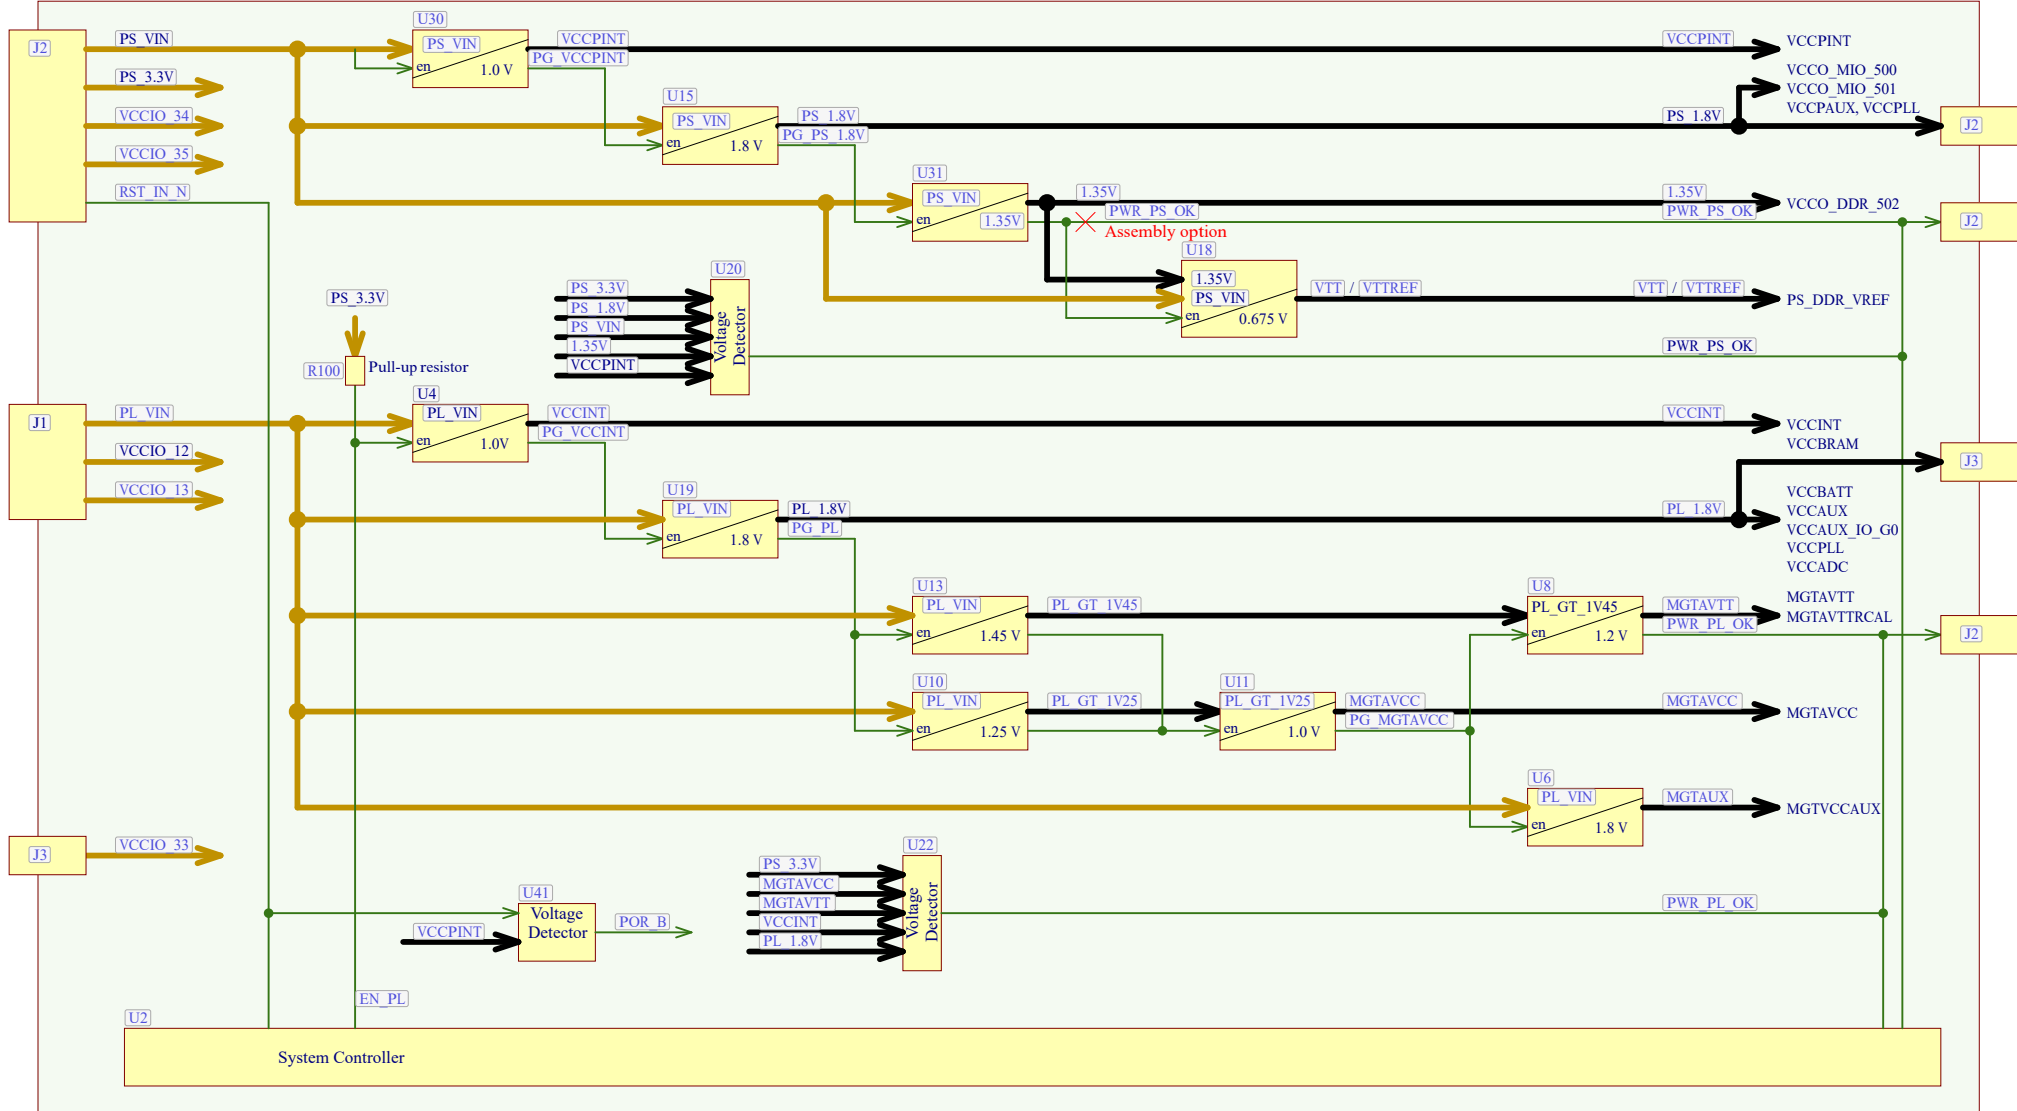 U30
J2
PS_VIN
PS_VIN
VCCPINT
VCCPINT
VCCPINT
PG_VCCPINT
en
1.0 V
PS_3.3V
VCCO_MIO_500
VCCO_MIO_501
VCCPAUX, VCCPLL
U15
VCCIO_34
PS_VIN
PS_1.8V
PS_1.8V
J2
PG_PS_1.8V
en
1.8 V
VCCIO_35
U31
RST_IN_N
PS_VIN
1.35V
1.35V
VCCO_DDR_502
PWR_PS_OK
PWR_PS_OK
J2
en
1.35V
Assembly option
U18
U20
1.35V
PS_3.3V
PS_1.8V
PS_VIN
1.35V
VCCPINT
Voltage
Detector
PS_VIN
VTT / VTTREF
VTT / VTTREF
PS_DDR_VREF
en
0.675 V
PWR_PS_OK
PS_3.3V
R100
Pull-up resistor
U4
J1
PL_VIN
PL_VIN
VCCINT
VCCINT
VCCINT
VCCBRAM
PG_VCCINT
en
1.0V
VCCIO_12
J3
VCCIO_13
U19
PL_VIN
PL_1.8V
PL_1.8V
PG_PL
en
1.8 V
VCCBATT
VCCAUX
VCCAUX_IO_G0
VCCPLL
VCCADC
U13
PL_VIN
PL_GT_1V45
en
1.45 V
U8
PL_GT_1V45
MGTAVTT
MGTAVTT
MGTAVTTRCAL
PWR_PL_OK
en
1.2 V
J2
U10
PL_VIN
PL_GT_1V25
en
1.25 V
U11
PL_GT_1V25
MGTAVCC
MGTAVCC
MGTAVCC
PG_MGTAVCC
en
1.0 V
U6
PL_VIN
MGTAUX
MGTVCCAUX
en
1.8 V
J3
VCCIO_33
U22
PS_3.3V
MGTAVCC
MGTAVTT
VCCINT
PL_1.8V
Voltage
Detector
PWR_PL_OK
U41
Voltage
Detector
VCCPINT
POR_B
EN_PL
U2
System Controller